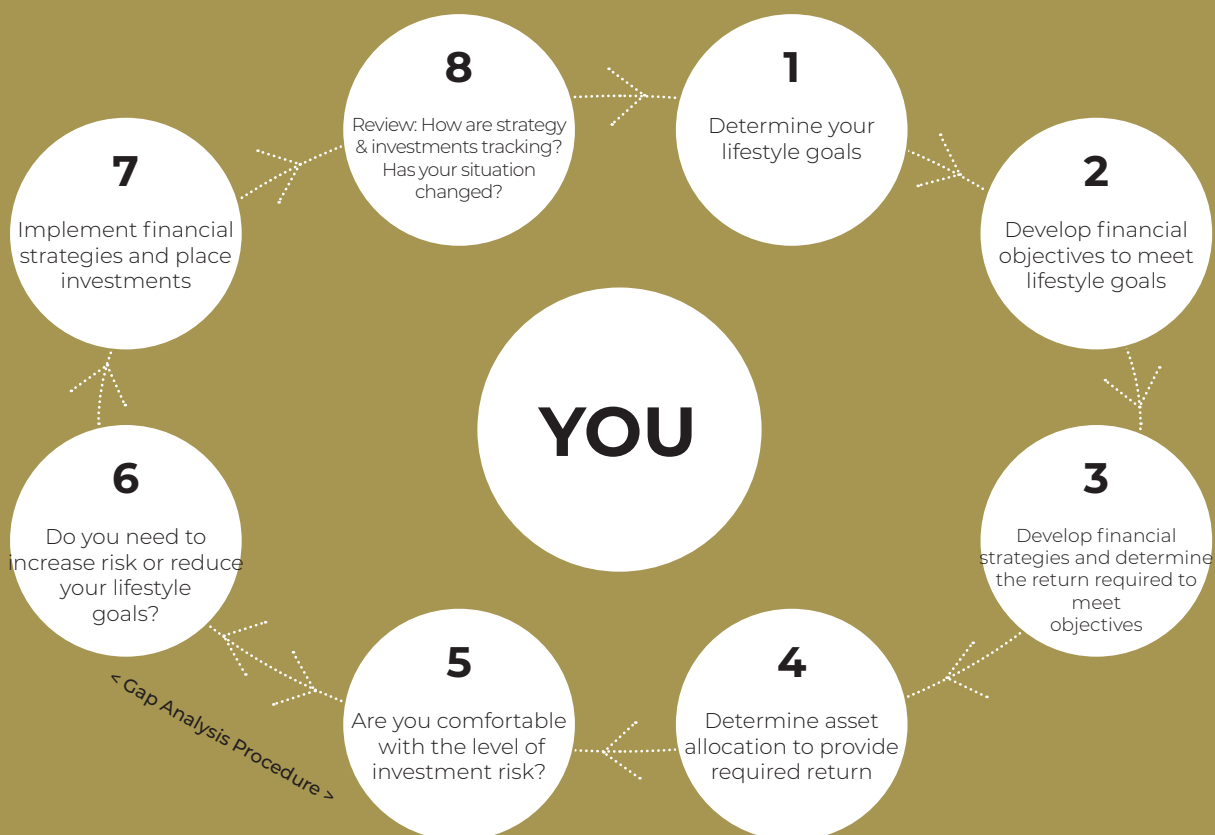 1
Determine your
lifestyle goals
2
Develop financial
objectives to meet
lifestyle goals
3
Develop financial
strategies and determine
the return required to
meet
objectives
4
Determine asset
allocation to provide
required return
5
Are you comfortable
with the level of
investment risk?
< Gap Analysis Procedure >
6
Do you need to
increase risk or reduce
your lifestyle
goals?
7
Implement financial
strategies and place
investments
8
Review: How are strategy
& investments tracking?
Has your situation
changed?
YOU